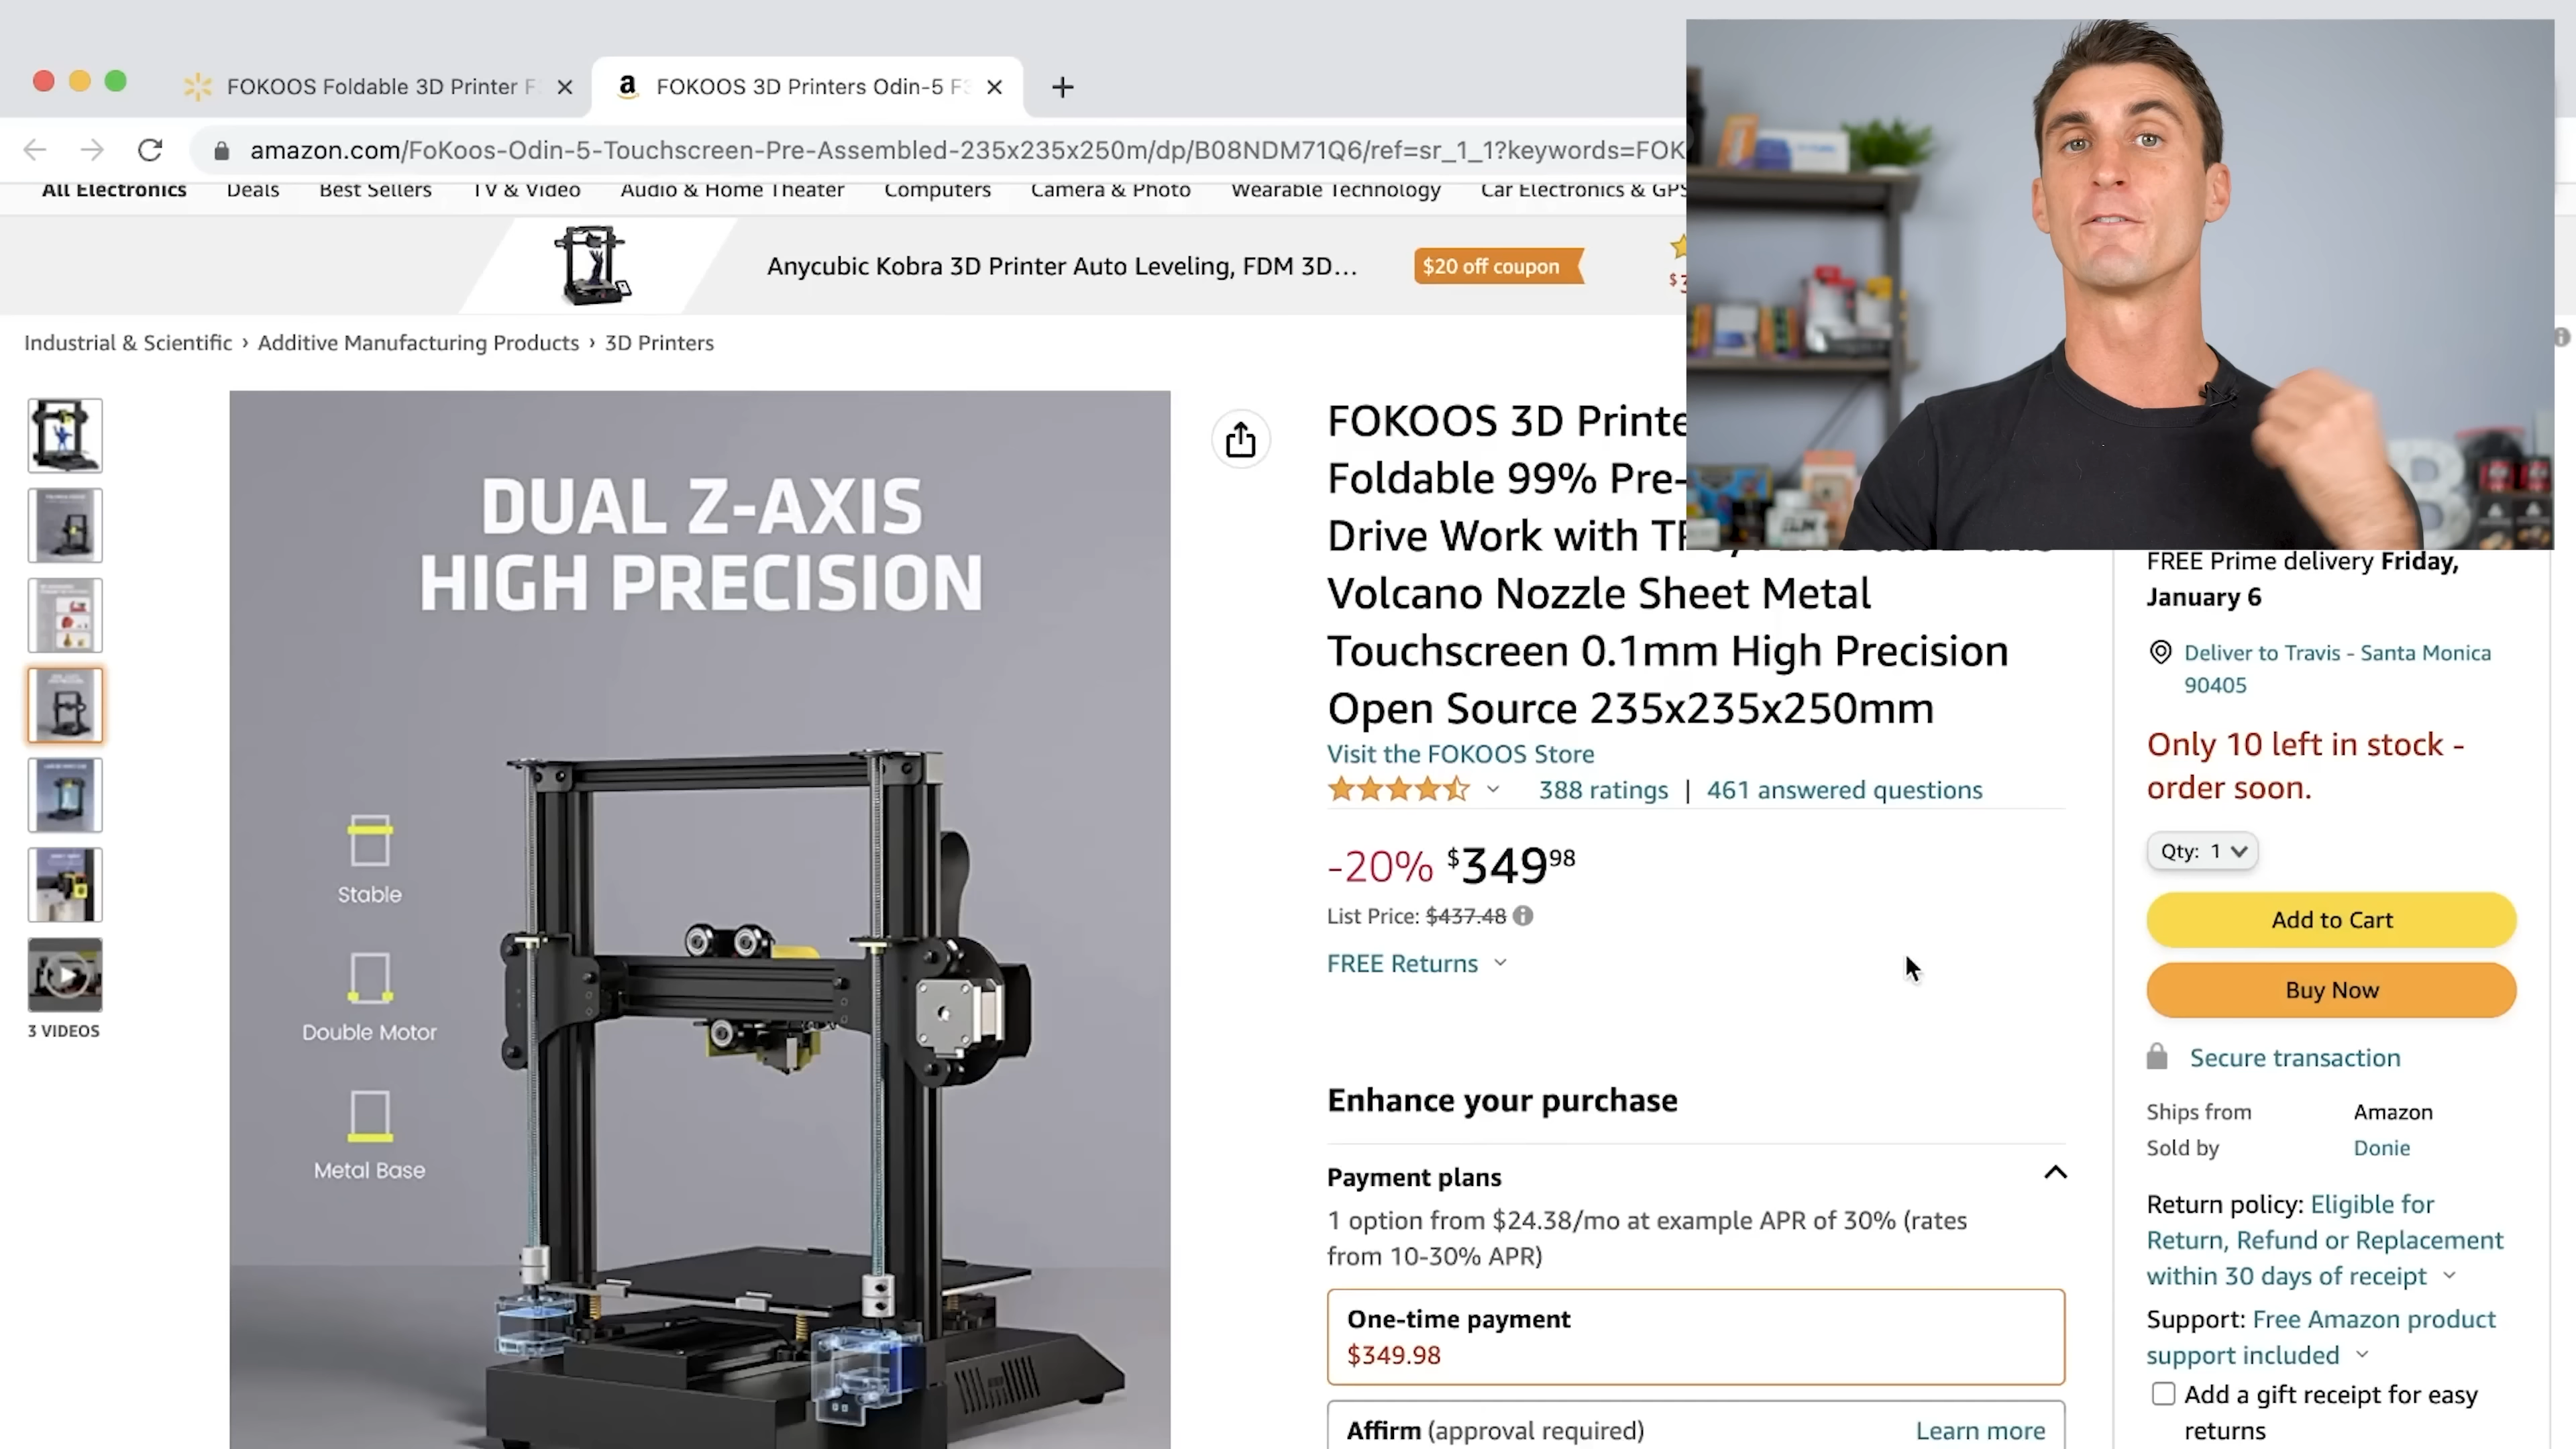 FOKOOS Foldable 3D Printer F
FOKOOS 3D Printers Odin-5 F3
amazon.com/FoKoos-Odin-5-Touchscreen-Pre-Assembled-235x235x250m/dp/B08NDM71Q6/ref=sr_1_1?keywords=FOK
All Electronics Deals Best Sellers TV & Video Audio & Home Theater Computers Camera & Photo Wearable Technology Car Electronics & GPS
Anycubic Kobra 3D Printer Auto Leveling, FDM 3D...
$20 off coupon
Industrial & Scientific › Additive Manufacturing Products › 3D Printers
3 VIDEOS
DUAL Z-AXIS
HIGH PRECISION
Stable
Double Motor
Metal Base
FOKOOS 3D Printe
Foldable 99% Pre-
Drive Work with
Volcano Nozzle Sheet Metal
Touchscreen 0.1mm High Precision
Open Source 235x235x250mm
Visit the FOKOOS Store
388 ratings | 461 answered questions
-20% $349 98
List Price: $437.48
FREE Returns
Enhance your purchase
Payment plans
1 option from $24.38/mo at example APR of 30% (rates
from 10-30% APR)
One-time payment
$349.98
Affirm (approval required) Learn more
FREE Prime delivery Friday,
January 6
Deliver to Travis - Santa Monica
90405
Only 10 left in stock -
order soon.
Qty: 1
Add to Cart
Buy Now
Secure transaction
Ships from Amazon
Sold by Donie
Return policy: Eligible for
Return, Refund or Replacement
within 30 days of receipt
Support: Free Amazon product
support included
Add a gift receipt for easy
returns